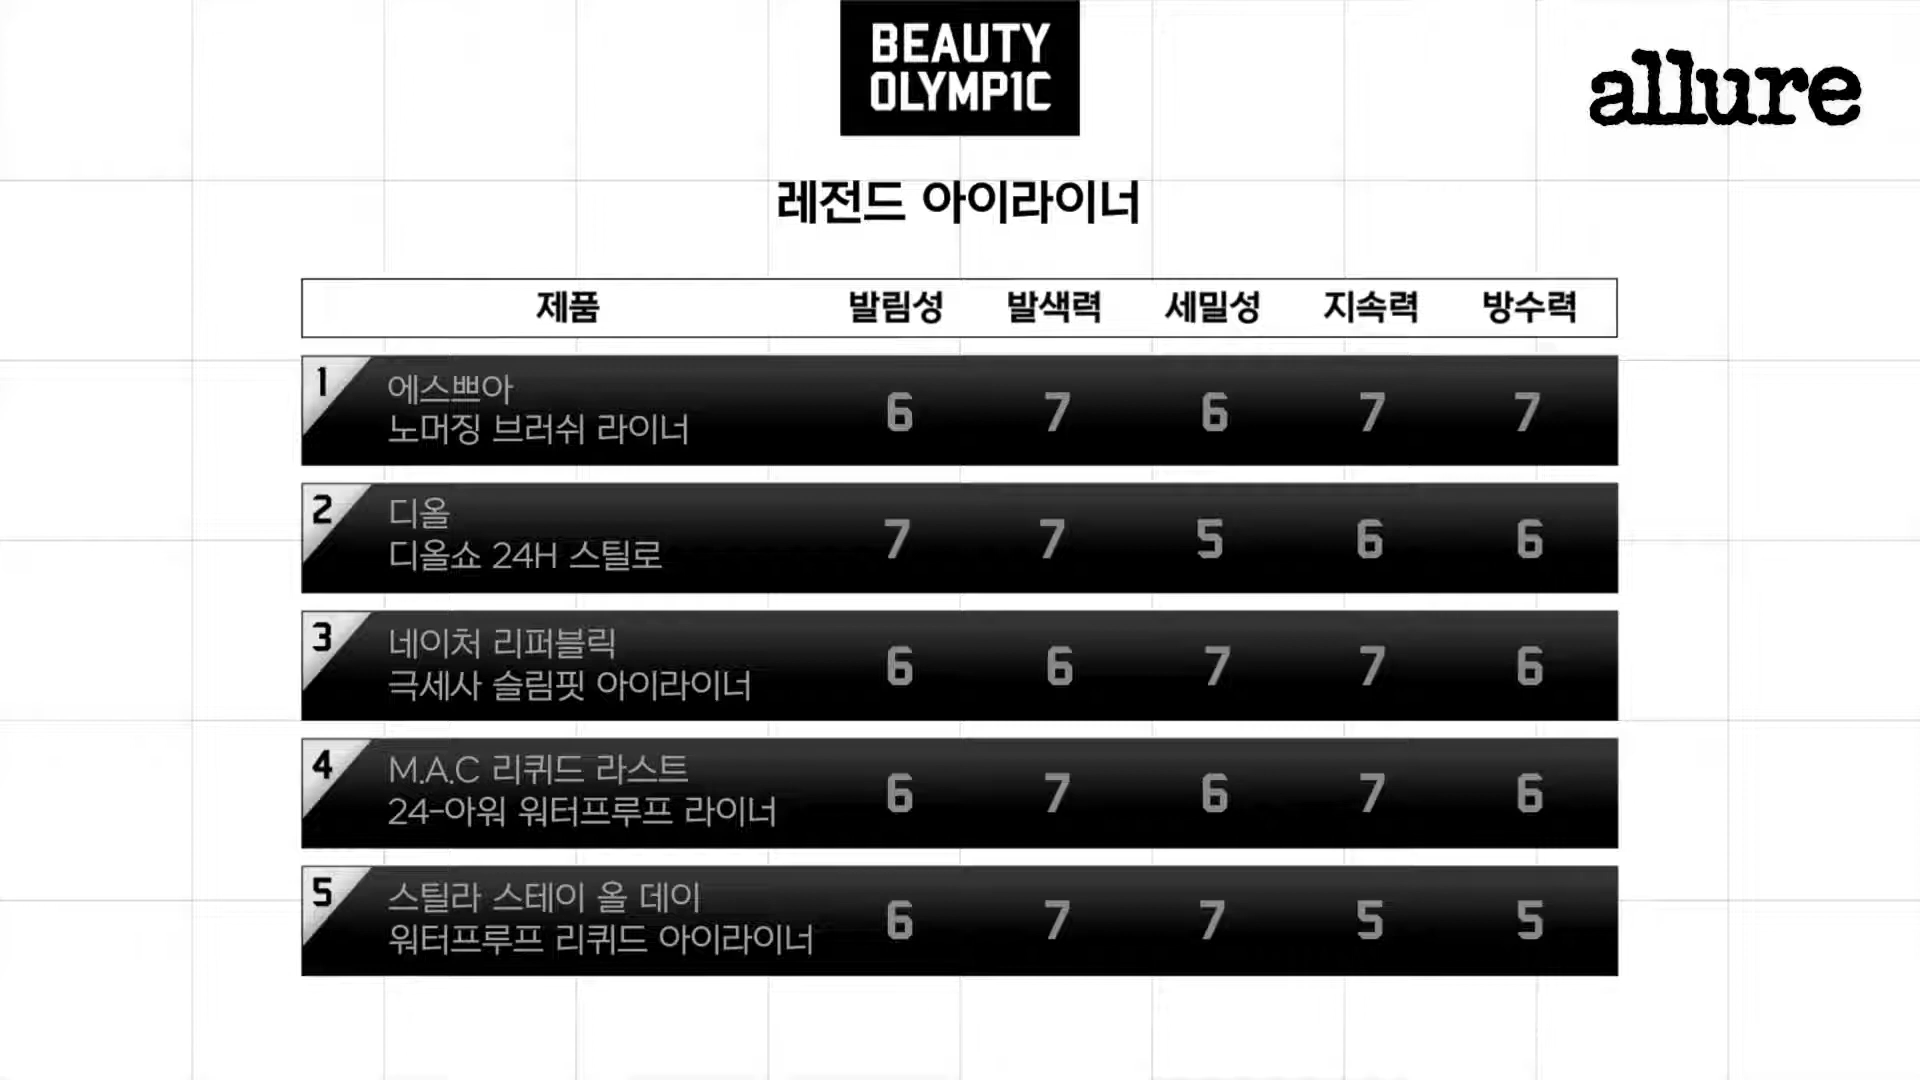 BEAUTY
OLYMP1C
allure
레전드 아이라이너
제품 발림성 발색력 세밀성 지속력 방수력
1 에스쁘아
노머징 브러쉬 라이너 6 7 6 7 7
2 디올
디올쇼 24H 스틸로 7 7 5 6 6
3 네이처 리퍼블릭
극세사 슬림핏 아이라이너 6 6 7 7 6
4 M.A.C 리퀴드 라스트
24-아워 워터프루프 라이너 6 7 6 7 6
5 스틸라 스테이 올 데이
워터프루프 리퀴드 아이라이너 6 7 7 5 5